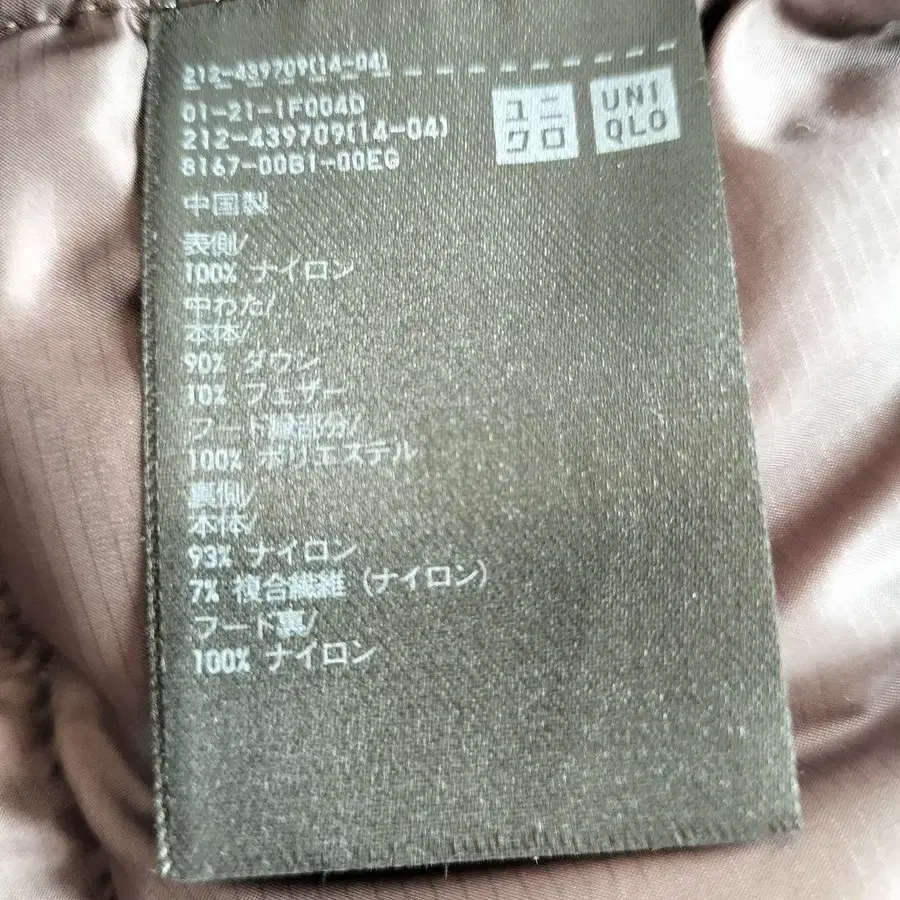 212-439709(14-04)
01-21-1F004D
212-439709(14-04)
8167-00B1-00EG
ユニ
クロ
UNI
QLO
中国製
表側/
100% ナイロン
中わた/
本体/
90% ダウン
10% フェザー
フード脇部分/
100% ポリエステル
裏側/
本体/
93% ナイロン
7% 複合繊維 (ナイロン)
フード裏/
100% ナイロン